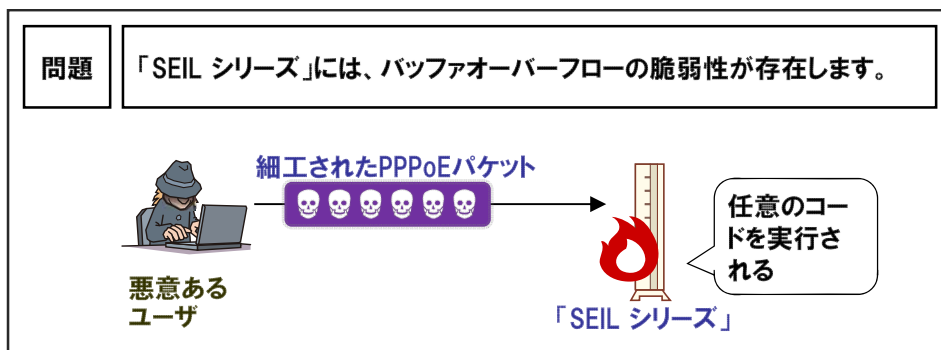 問題
「SEIL シリーズ」には、バッファオーバーフローの脆弱性が存在します。
細工されたPPPoEパケット
任意のコー
ドを実行さ
れる
悪意ある
ユーザ
「SEIL シリーズ」